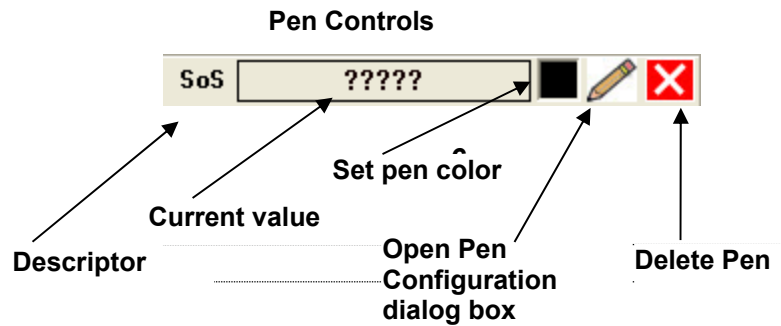 Pen Controls
SoS ?????
Set pen color
Current value
Descriptor
Open Pen
Configuration
dialog box
Delete Pen